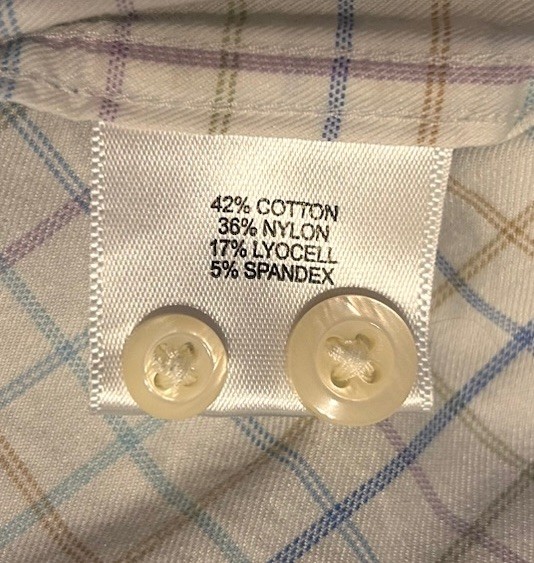 42% COTTON
36% NYLON
17% LYOCELL
5% SPANDEX